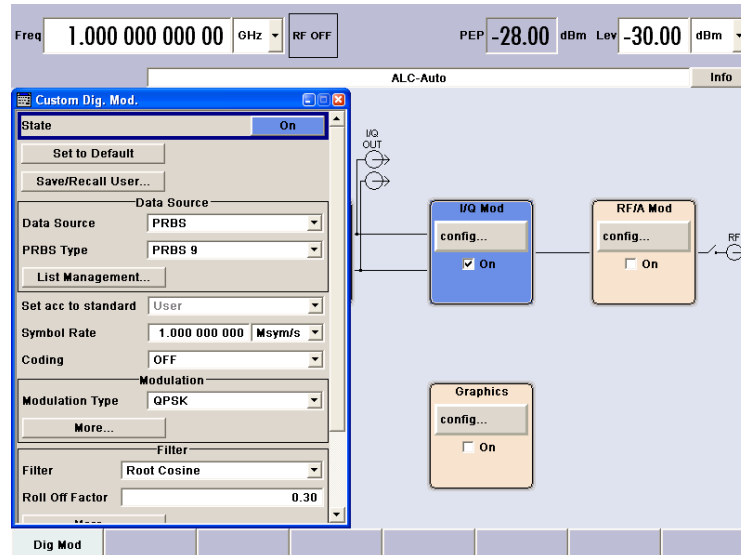 Freq 1.000 000 000 00 GHz RF OFF PEP -28.00 dBm Lev -30.00 dBm
ALC-Auto Info
Custom Dig. Mod.
State On
Set to Default
Save/Recall User...
Data Source
Data Source PRBS
PRBS Type PRBS 9
List Management...
Set acc to standard User
Symbol Rate 1.000 000 000 Msym/s
Coding OFF
Modulation
Modulation Type QPSK
More...
Filter
Filter Root Cosine
Roll Off Factor 0.30
I/Q
OUT
I/Q Mod
config...
On
RF/A Mod
config...
On
RF
Graphics
config...
On
Dig Mod